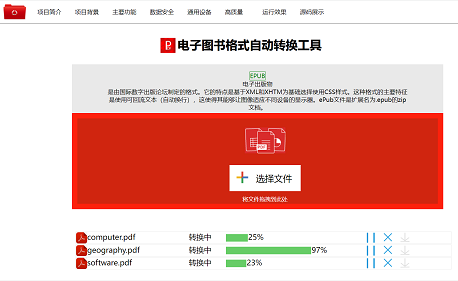 项目简介 项目背景 主要功能 数据安全 通用设备 高质量 运行效果 源码展示
电子图书格式自动转换工具
EPUB
电子出版物
是由国际数字出版论坛制定的格式。它的特点是基于XML和XHTM为基础选择使用CSS样式。这种格式的主要特征
是使用可回流文本（自动换行），这使得其能够让图像适应不同设备的显示器。ePub文件是扩展名为.epub的zip
文档。
PDF
选择文件
将文件拖拽到此处
computer.pdf 转换中 25%
geography.pdf 转换中 97%
software.pdf 转换中 23%